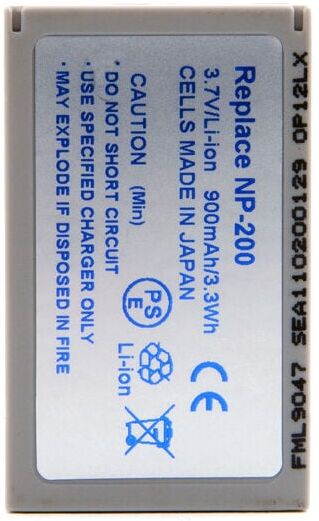 Replace NP-200
3.7V/Li-ion 900mAh/3.3Wh
CELLS MADE IN JAPAN
CAUTION (Min)
• DO NOT SHORT CIRCUIT
• USE SPECIFIED CHARGER ONLY
• MAY EXPLODE IF DISPOSED IN FIRE
PS
E
Li-ion
CE
FML9047 SEA110200129 OP12LX